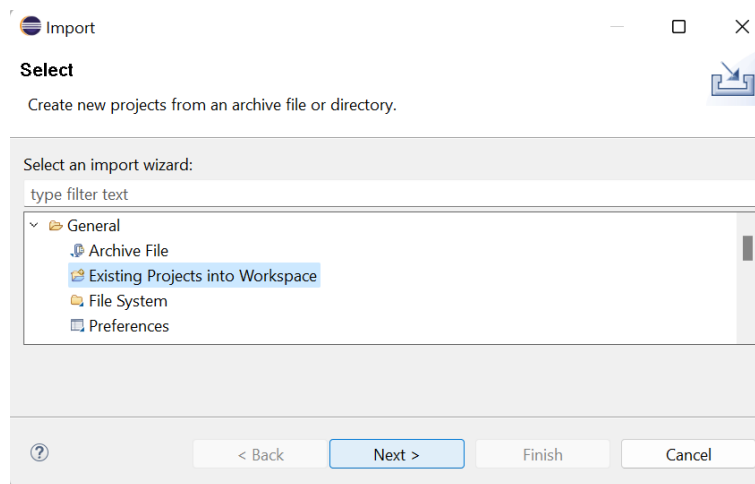 Import
Select
Create new projects from an archive file or directory.
Select an import wizard:
type filter text
General
Archive File
Existing Projects into Workspace
File System
Preferences
? < Back Next > Finish Cancel